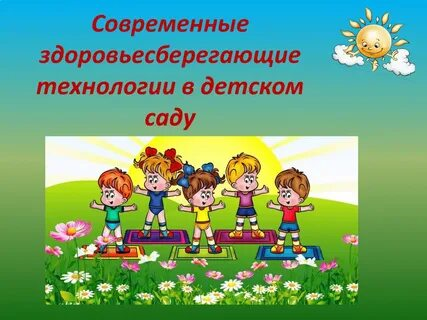 Современные
здоровьесберегающие
технологии в детском
саду